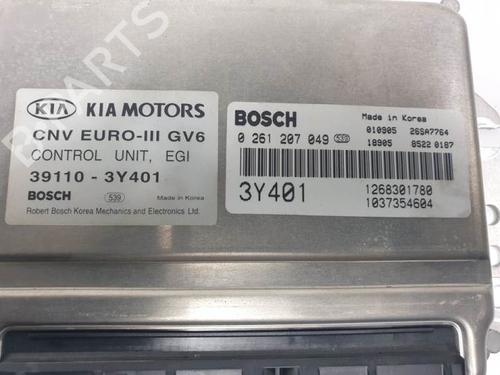 KIA KIA MOTORS
CNV EURO-III GV6
CONTROL UNIT, EGI
39110 - 3Y401
BOSCH 539 Made in Korea
Robert Bosch Korea Mechanics and Electronics Ltd.
BOSCH Made in Korea
0 261 207 049 539 010905 26SA7764
18905 8522 0187
3Y401 1268301780
1037354604
PARTS